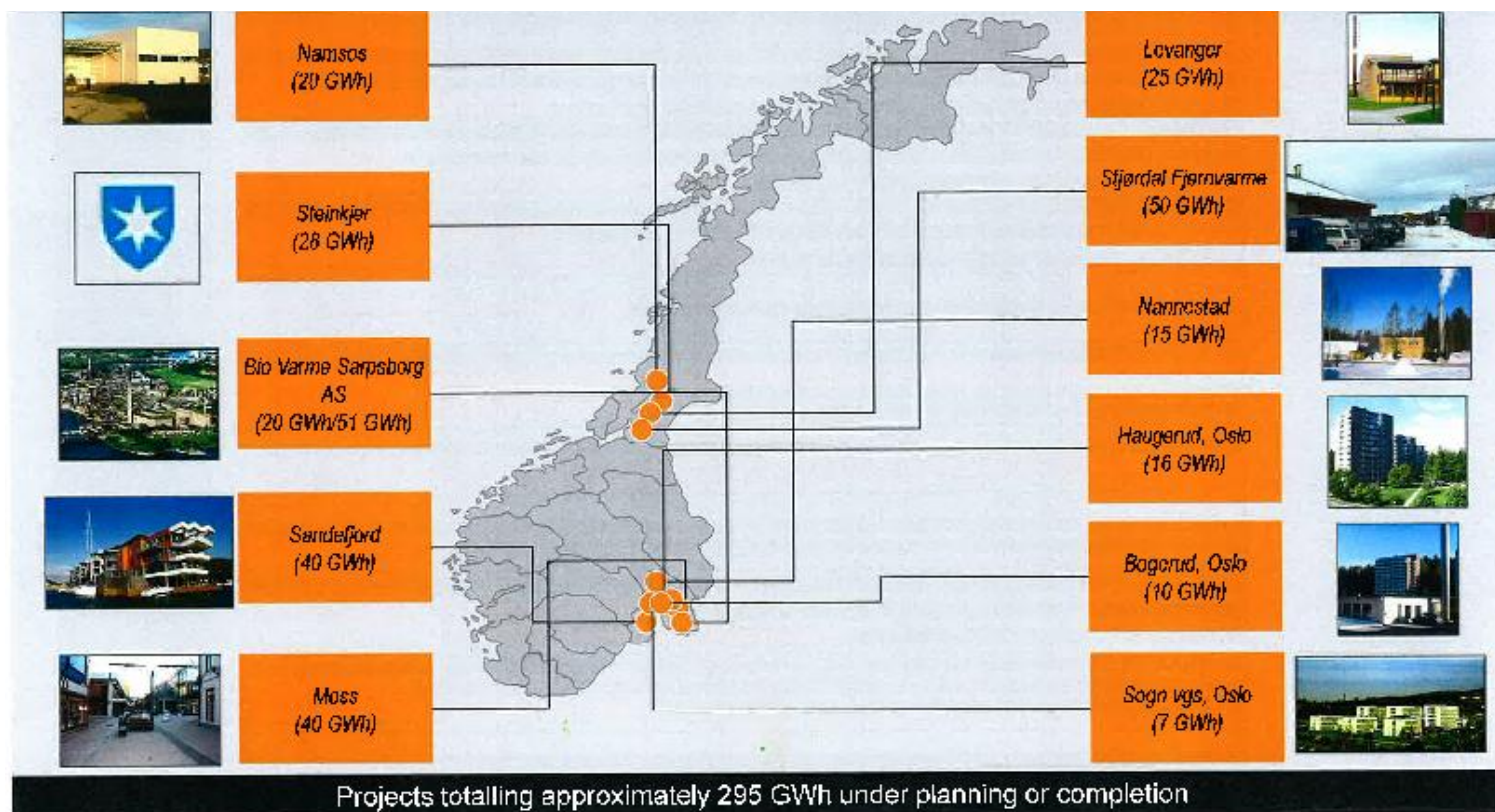 Namsos
(20 GWh)
Steinkjer
(28 GWh)
Bio Varme Sarpsborg
AS
(20 GWh/51 GWh)
Sandefjord
(40 GWh)
Moss
(40 GWh)
Levanger
(25 GWh)
Stjørdal Fjernvarme
(50 GWh)
Nannestad
(15 GWh)
Haugerud, Oslo
(16 GWh)
Bogerud, Oslo
(10 GWh)
Sogn vgs, Oslo
(7 GWh)
Projects totalling approximately 295 GWh under planning or completion